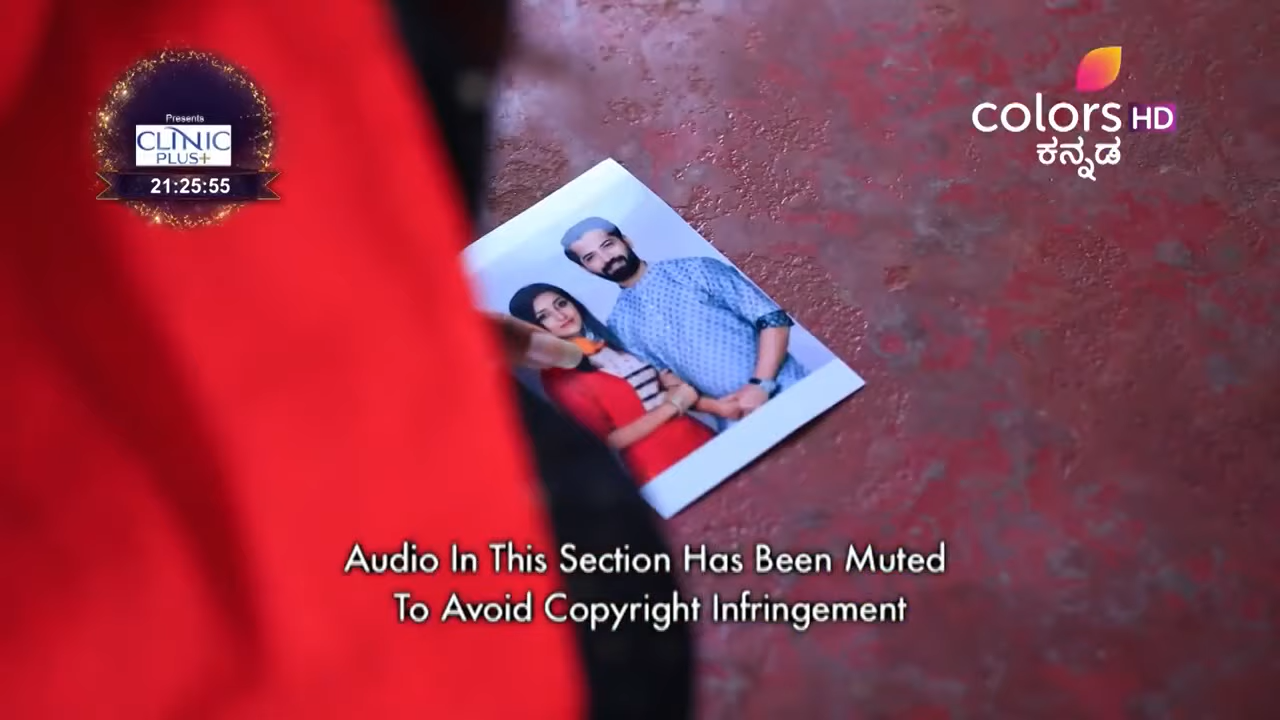 Presents
CLINIC
PLUS+
21:25:55
colors HD
ಕನ್ನಡ
Audio In This Section Has Been Muted
To Avoid Copyright Infringement